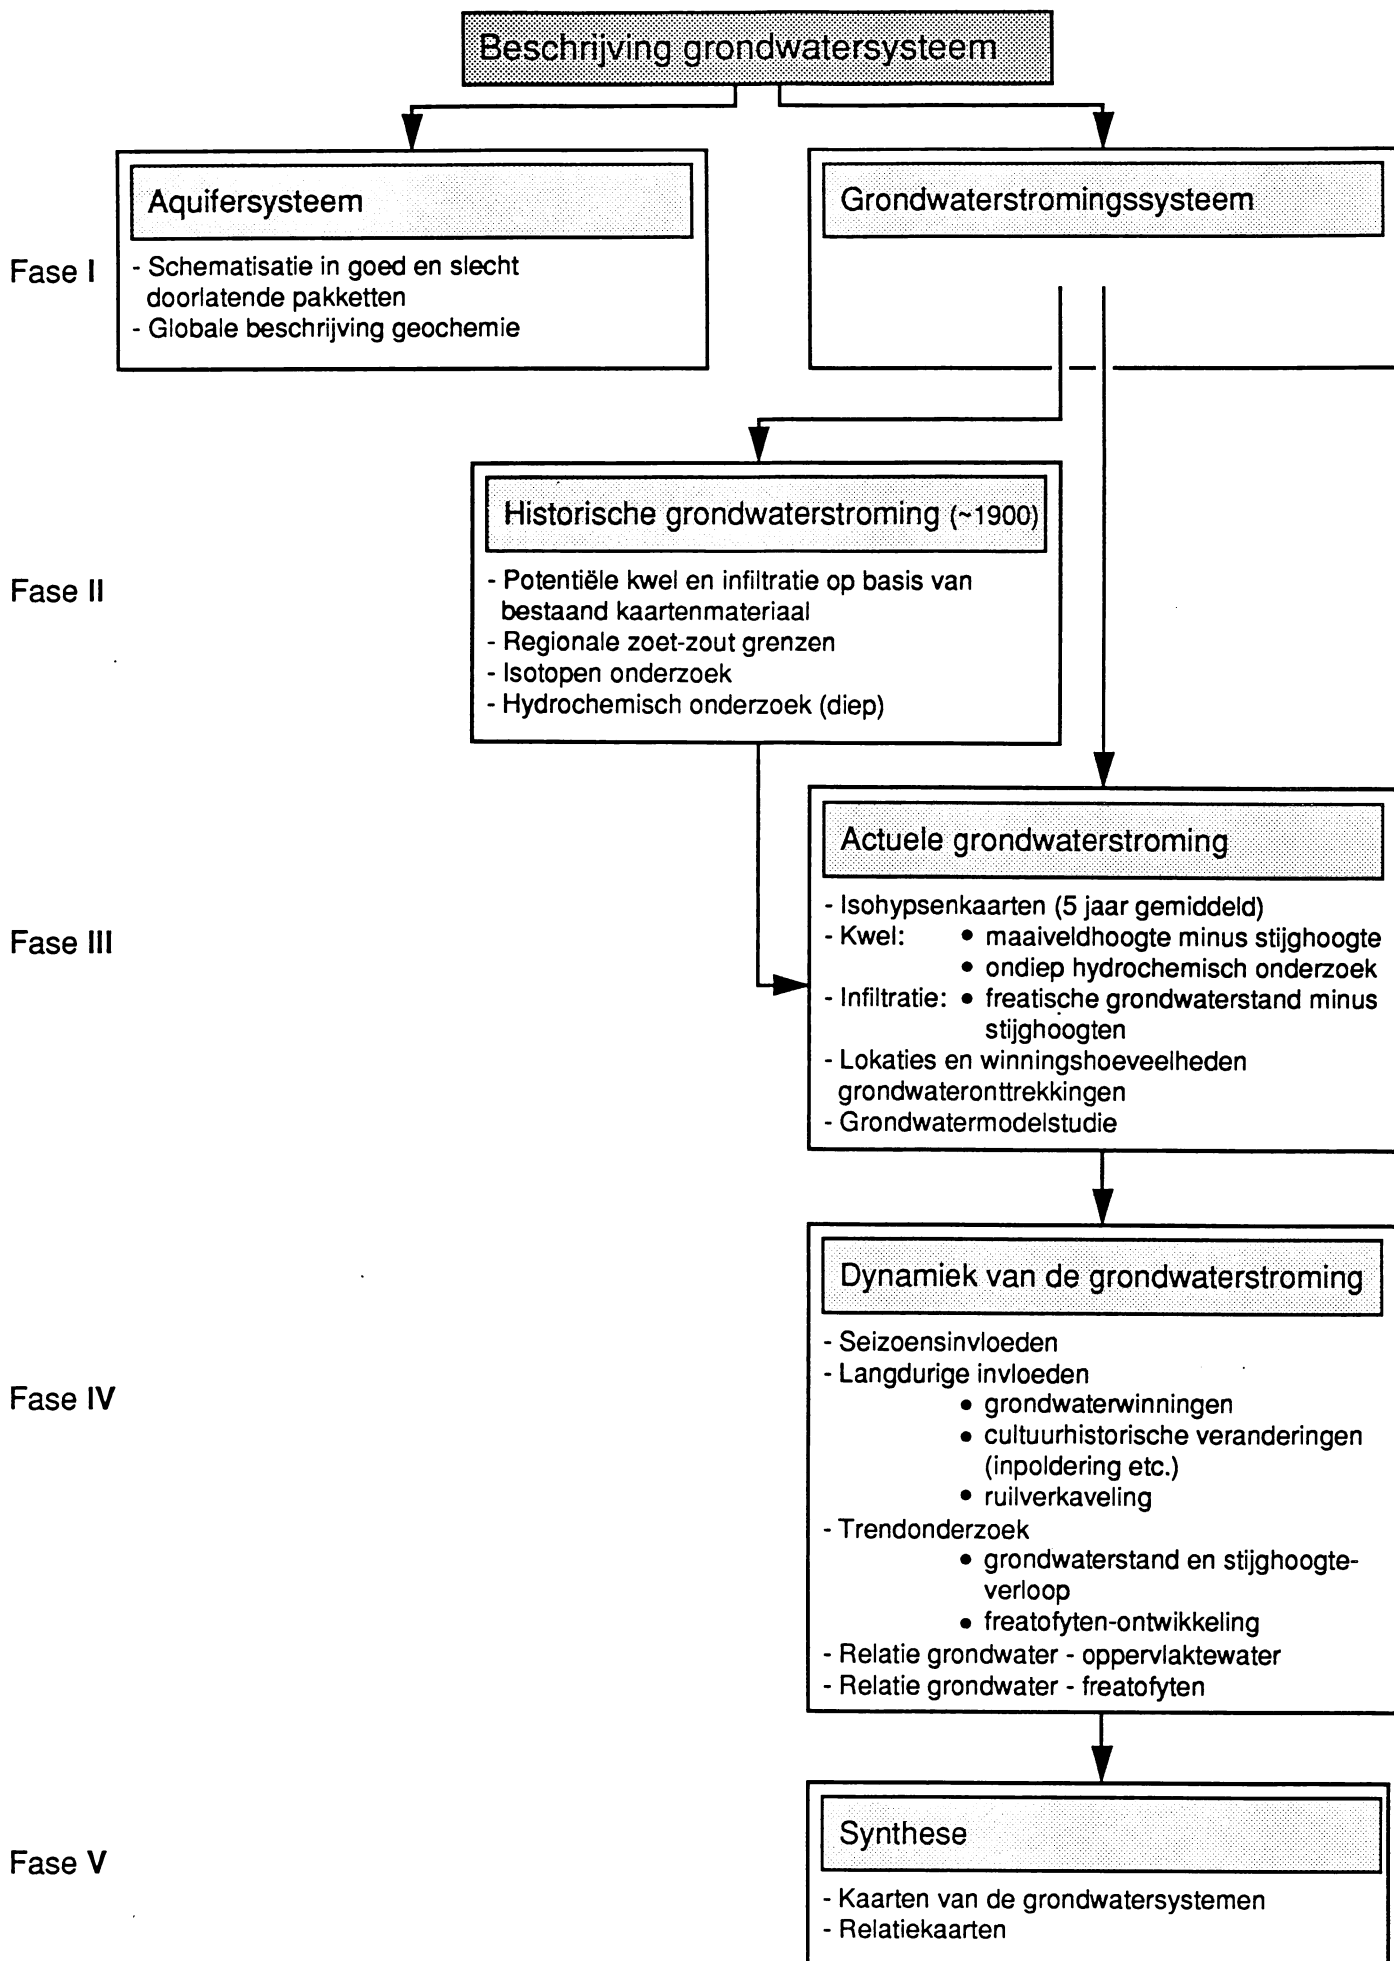 Beschrijving grondwatersysteem
Aquifersysteem
Grondwaterstromingssysteem
Fase I
- Schematisatie in goed en slecht
doorlatende pakketten
- Globale beschrijving geochemie
Historische grondwaterstroming (~1900)
Fase II
- Potentiële kwel en infiltratie op basis van
bestaand kaartenmateriaal
- Regionale zoet-zout grenzen
- Isotopen onderzoek
- Hydrochemisch onderzoek (diep)
Actuele grondwaterstroming
Fase III
- Isohypsenkaarten (5 jaar gemiddeld)
- Kwel: • maaiveldhoogte minus stijghoogte
• ondiep hydrochemisch onderzoek
- Infiltratie: • freatische grondwaterstand minus
stijghoogten
- Lokaties en winningshoeveelheden
grondwateronttrekkingen
- Grondwatermodelstudie
Dynamiek van de grondwaterstroming
Fase IV
- Seizoensinvloeden
- Langdurige invloeden
• grondwaterwinningen
• cultuurhistorische veranderingen
(inpoldering etc.)
• ruilverkaveling
- Trendonderzoek
• grondwaterstand en stijghoogte-
verloop
• freatofyten-ontwikkeling
- Relatie grondwater - oppervlaktewater
- Relatie grondwater - freatofyten
Synthese
Fase V
- Kaarten van de grondwatersystemen
- Relatiekaarten